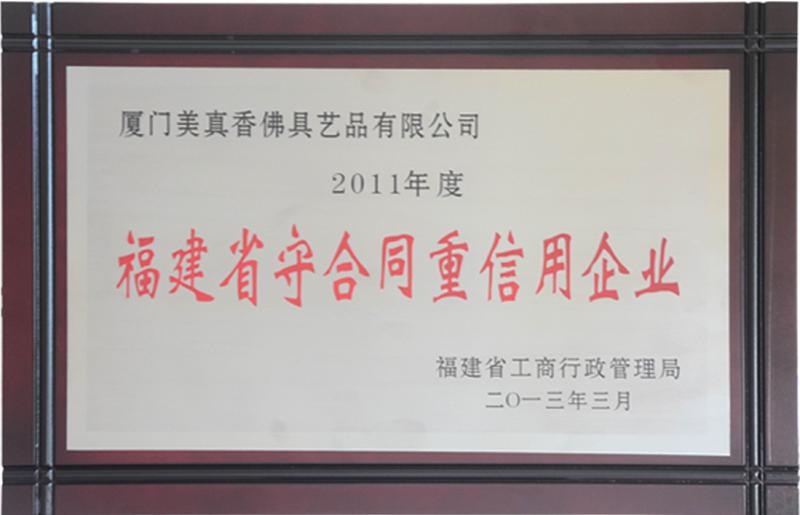 厦门美真香佛具艺品有限公司
2011年度
福建省守合同重信用企业
福建省工商行政管理局
二〇一三年三月